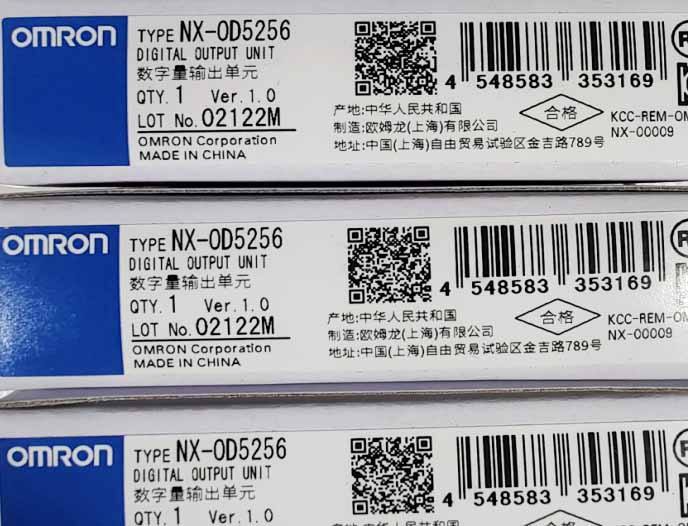 OMRON
TYPE NX-OD5256
DIGITAL OUTPUT UNIT
数字量输出单元
QTY. 1 Ver. 1.0
LOT No. 02122M
OMRON Corporation
MADE IN CHINA
4 548583 353169
产地:中华人民共和国
制造:欧姆龙(上海)有限公司
地址:中国(上海)自由贸易试验区金吉路789号
合格
KCC-REM-OM
NX-00009
OMRON
TYPE NX-OD5256
DIGITAL OUTPUT UNIT
数字量输出单元
QTY. 1 Ver. 1.0
LOT No. 02122M
OMRON Corporation
MADE IN CHINA
4 548583 353169
产地:中华人民共和国
制造:欧姆龙(上海)有限公司
地址:中国(上海)自由贸易试验区金吉路789号
合格
KCC-REM-OM
NX-00009
OMRON
TYPE NX-OD5256
DIGITAL OUTPUT UNIT
数字量输出单元
QTY. 1 Ver. 1.0
4 548583 353169